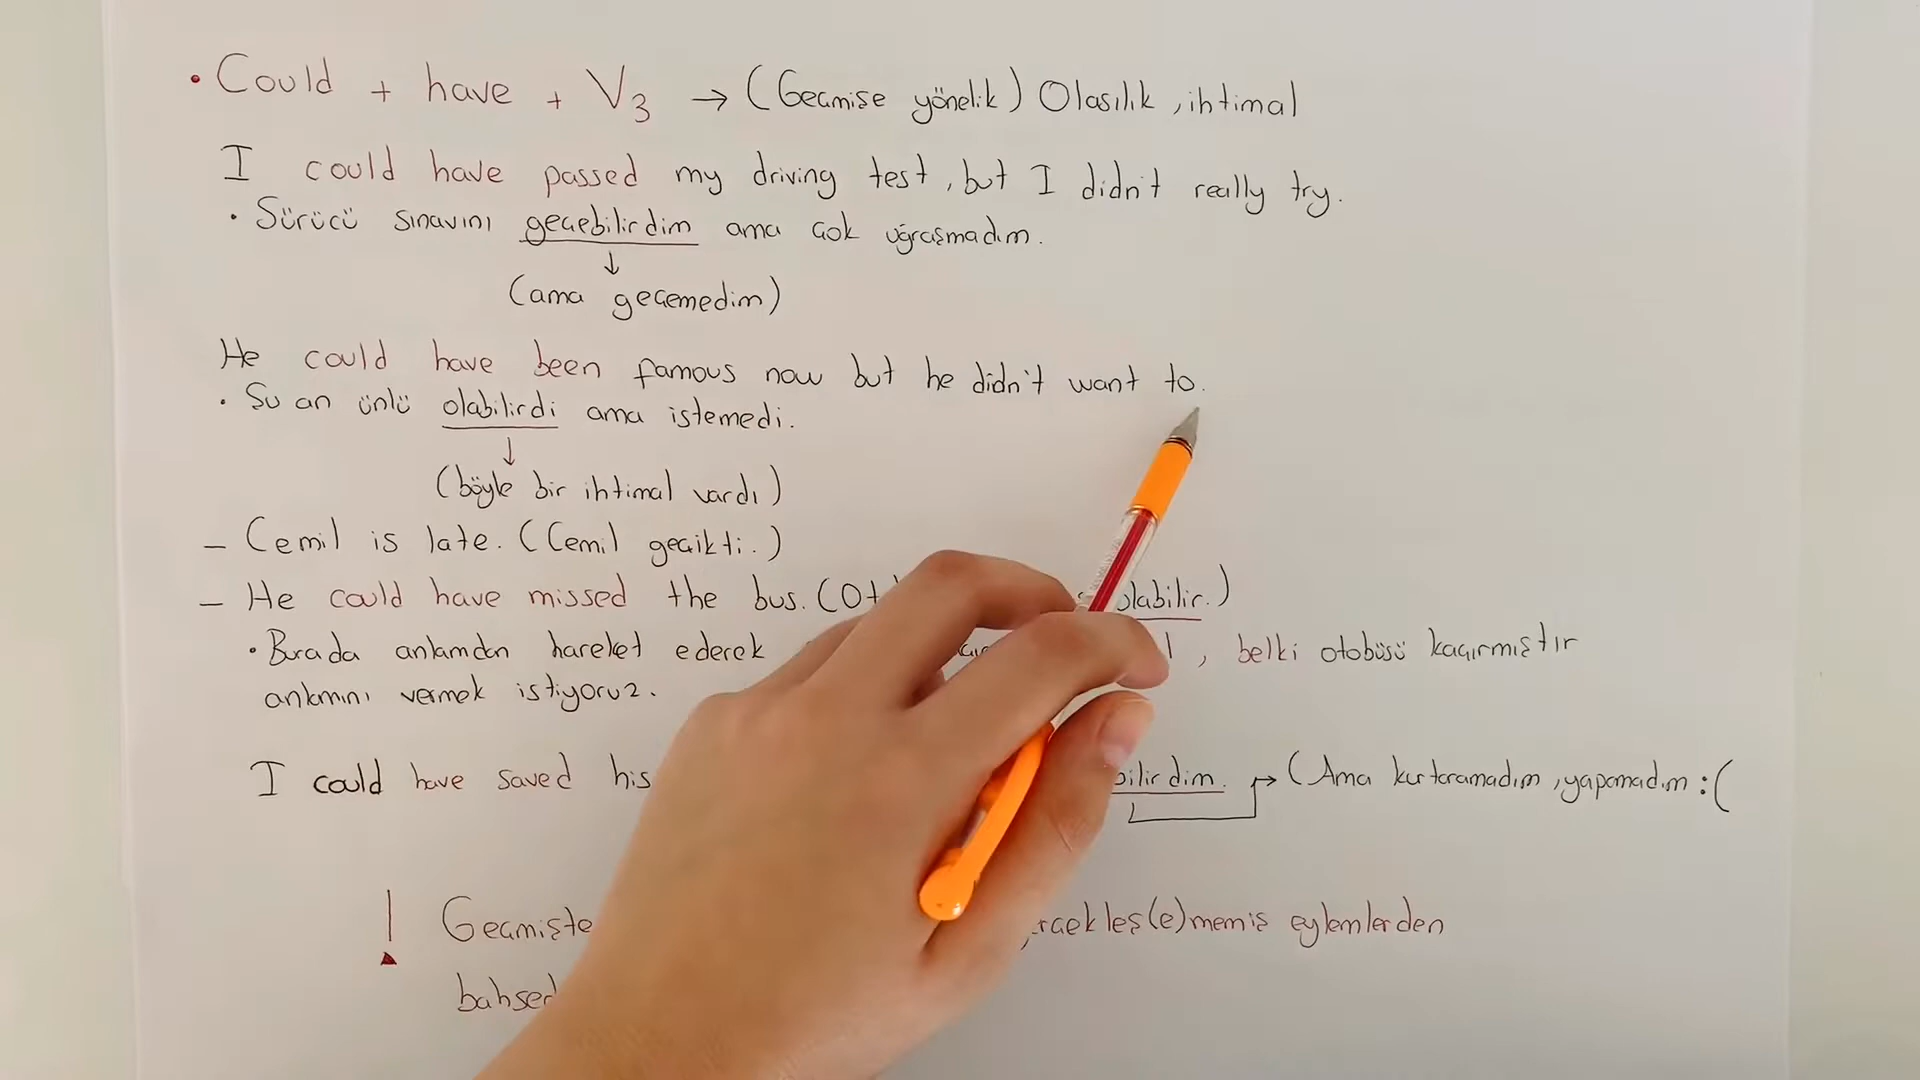 • Could + have + V3 → (Geçmişe yönelik) Olasılık, ihtimal
I could have passed my driving test, but I didn't really try.
• Sürücü sınavını geçebilirdim ama çok uğraşmadım.
↓
(ama geçemedim)
He could have been famous now but he didn't want to.
• Şu an ünlü olabilirdi ama istemedi.
↓
(böyle bir ihtimal vardı)
– Cemil is late. (Cemil gecikti.)
– He could have missed the bus. ( olabilir.)
• Burada anlamdan hareket ederek , belki otobüsü kaçırmıştır
anlamını vermek istiyoruz.
I could have saved his → (Ama kurtaramadım, yapamadım :(
! Geçmişte eylemlerden